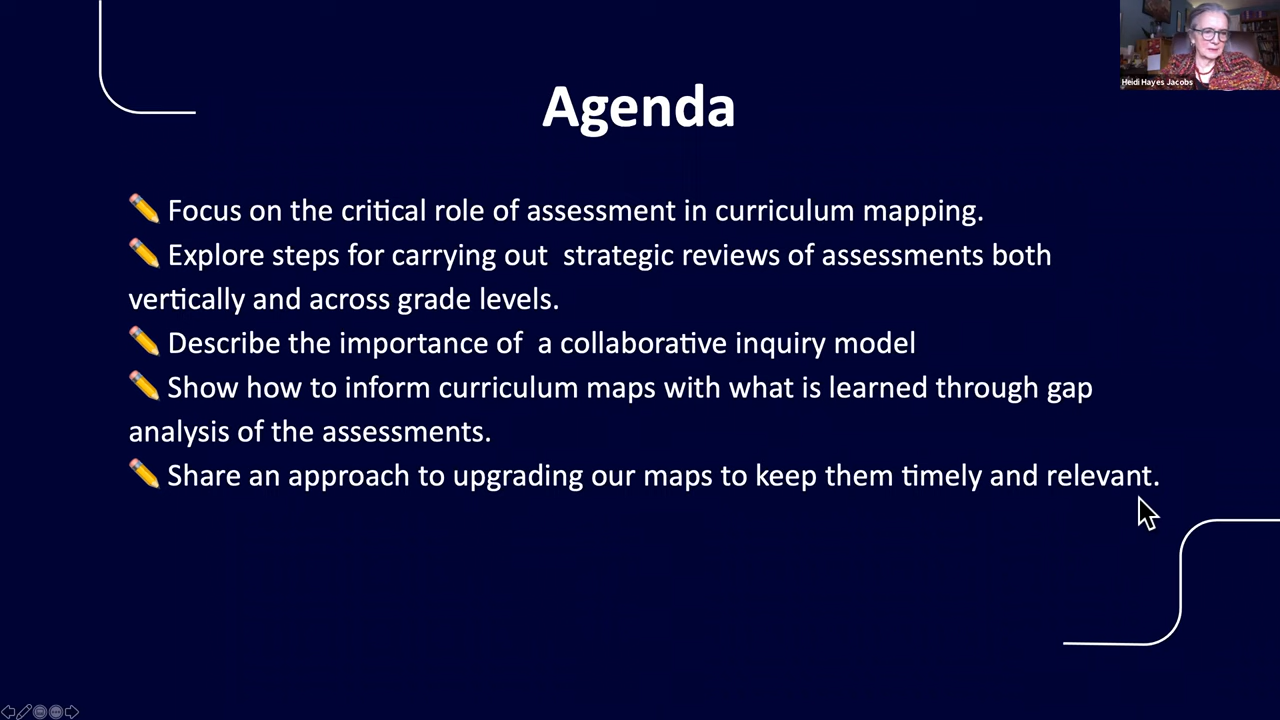 Heidi Hayes Jacobs
Agenda
✏️ Focus on the critical role of assessment in curriculum mapping.
✏️ Explore steps for carrying out  strategic reviews of assessments both
vertically and across grade levels.
✏️ Describe the importance of  a collaborative inquiry model
✏️ Show how to inform curriculum maps with what is learned through gap
analysis of the assessments.
✏️ Share an approach to upgrading our maps to keep them timely and relevant.